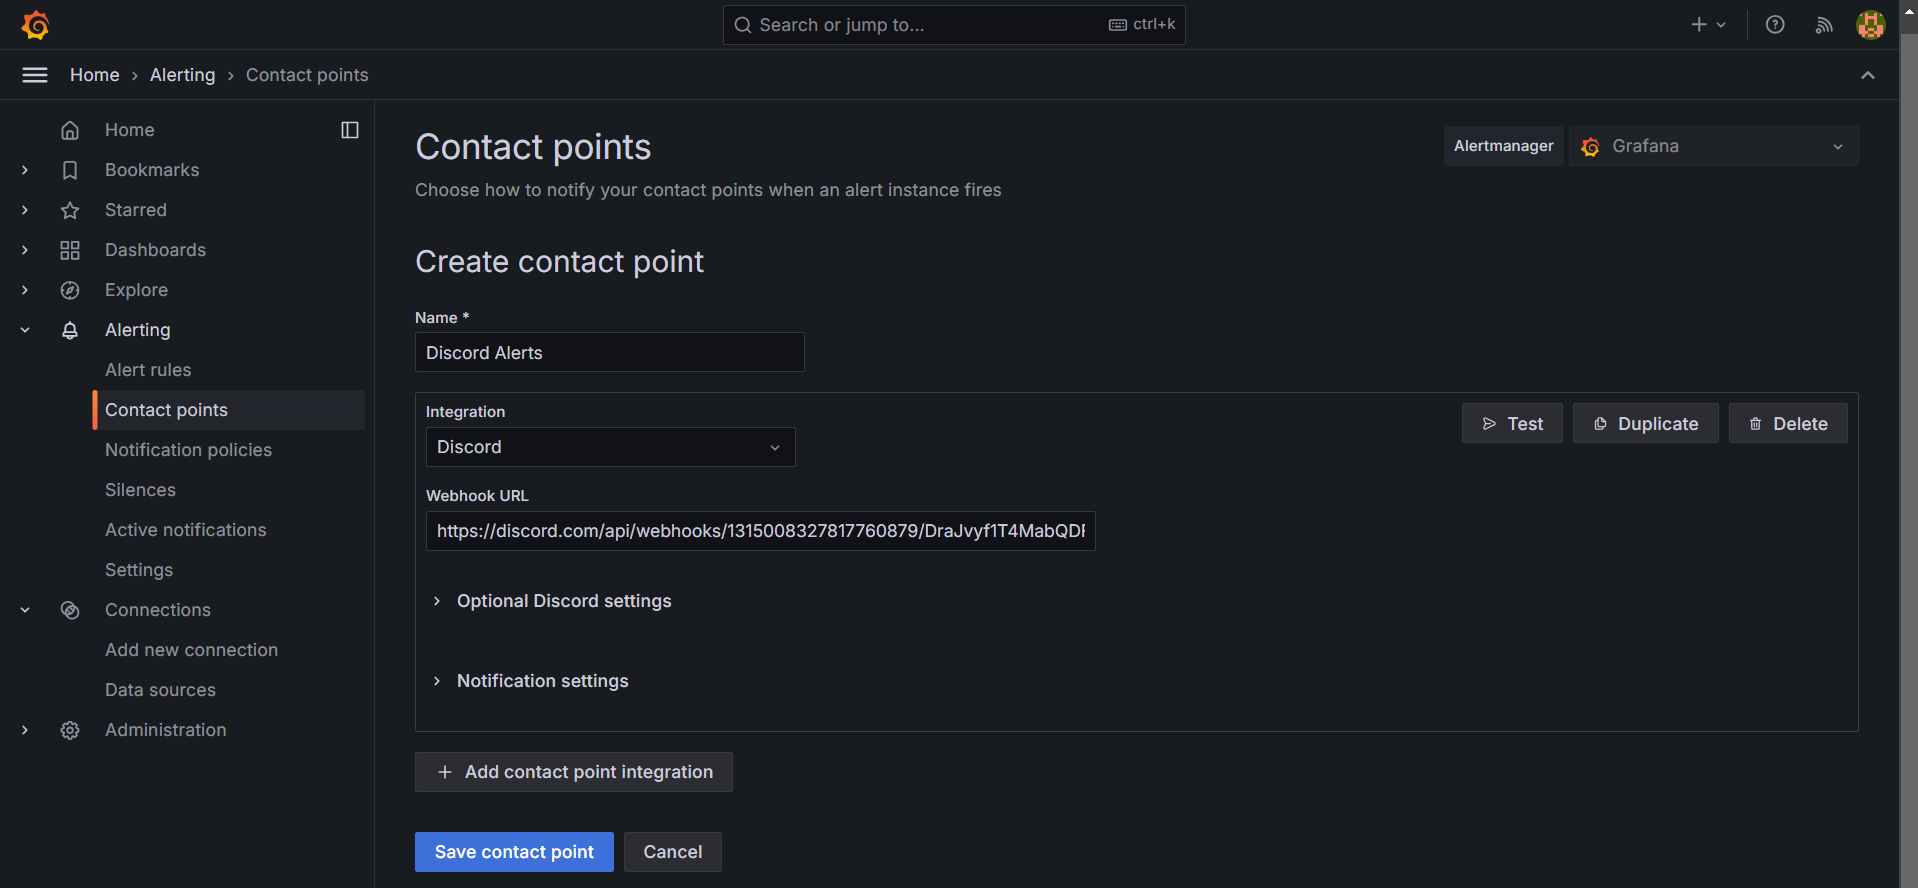 Search or jump to...
ctrl+k
Home › Alerting › Contact points
Home
Bookmarks
Starred
Dashboards
Explore
Alerting
Alert rules
Contact points
Notification policies
Silences
Active notifications
Settings
Connections
Add new connection
Data sources
Administration
Contact points
Alertmanager
Grafana
Choose how to notify your contact points when an alert instance fires
Create contact point
Name *
Discord Alerts
Integration
Discord
Test
Duplicate
Delete
Webhook URL
https://discord.com/api/webhooks/1315008327817760879/DraJvyf1T4MabQDF
Optional Discord settings
Notification settings
Add contact point integration
Save contact point
Cancel